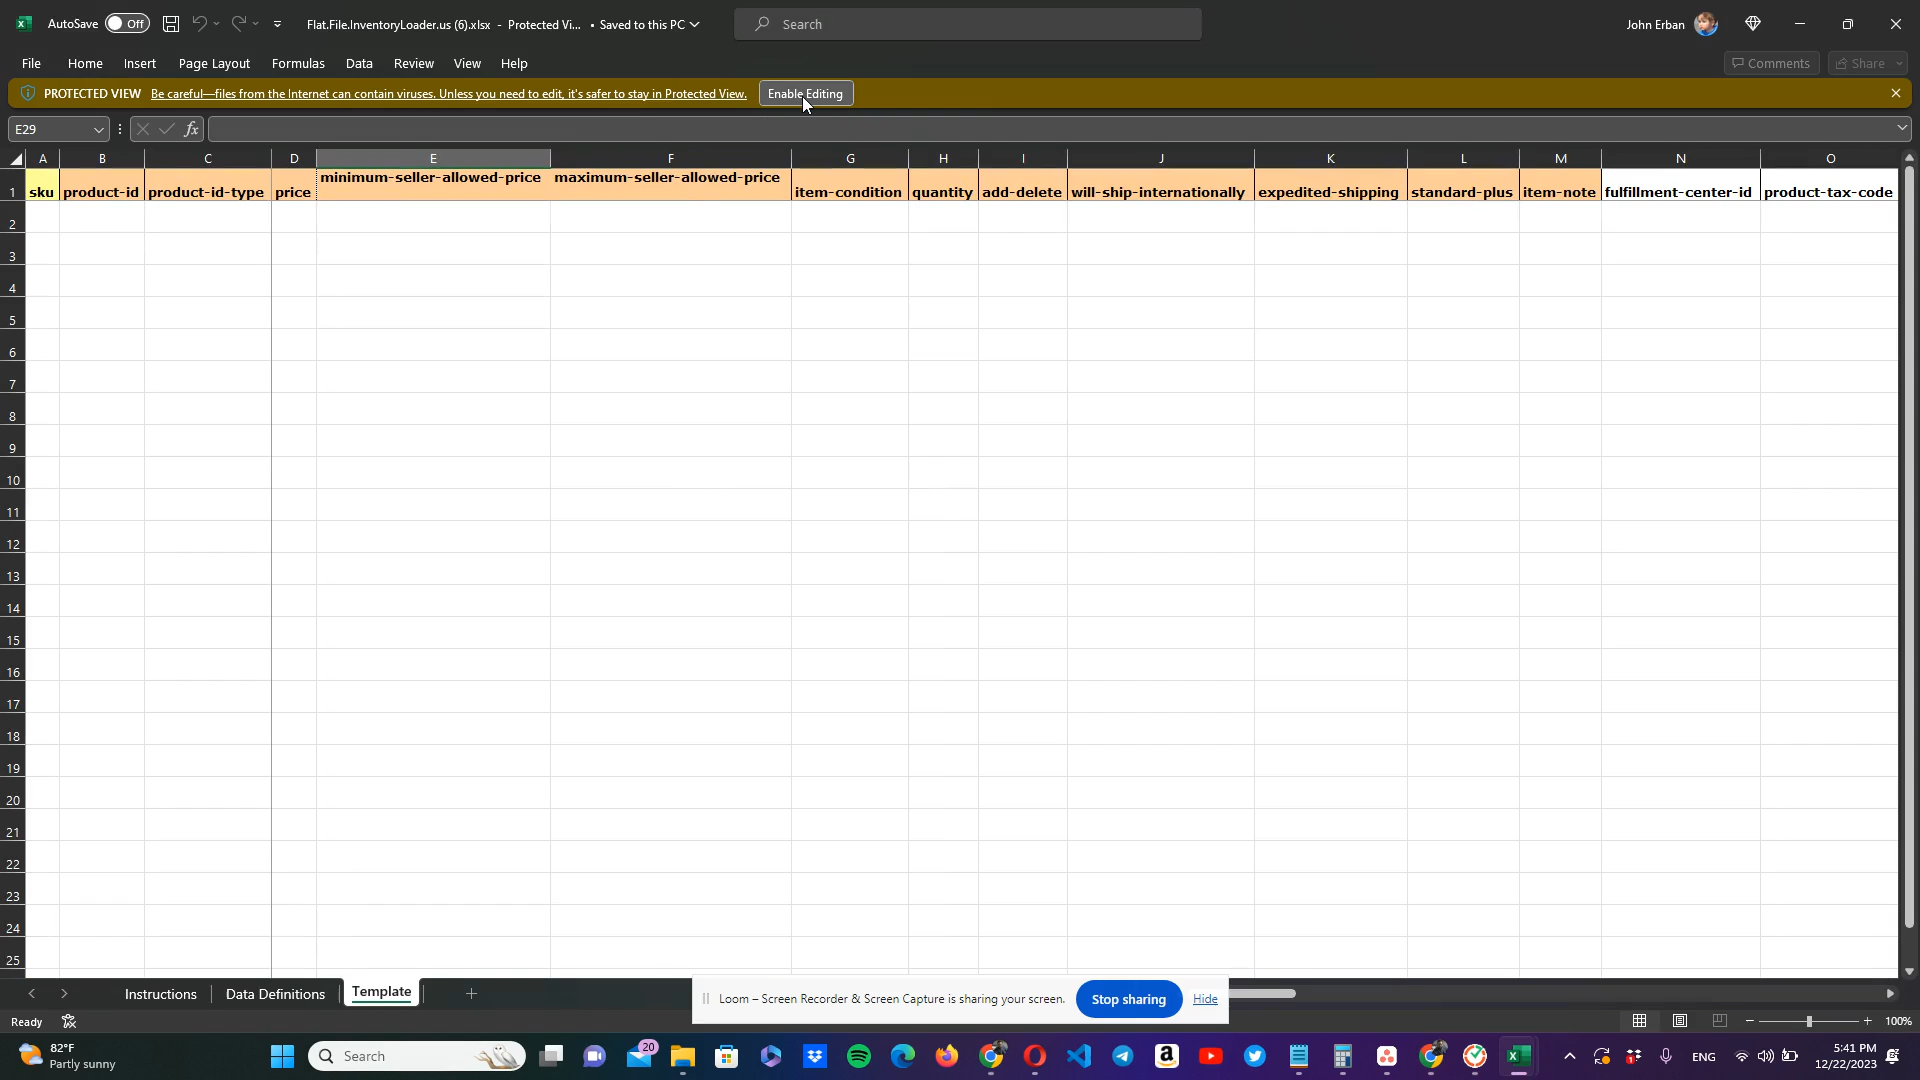 AutoSave Off Flat.File.InventoryLoader.us (6).xlsx - Protected Vi... • Saved to this PC Search John Erban
File Home Insert Page Layout Formulas Data Review View Help Comments Share
PROTECTED VIEW Be careful—files from the Internet can contain viruses. Unless you need to edit, it's safer to stay in Protected View. Enable Editing
E29 fx
A B C D E F G H I J K L M N O
1 sku product-id product-id-type price minimum-seller-allowed-price maximum-seller-allowed-price item-condition quantity add-delete will-ship-internationally expedited-shipping standard-plus item-note fulfillment-center-id product-tax-code
2
3
4
5
6
7
8
9
10
11
12
13
14
15
16
17
18
19
20
21
22
23
24
25
Instructions Data Definitions Template
Loom – Screen Recorder & Screen Capture is sharing your screen. Stop sharing Hide
Ready 100%
82°F
Partly sunny
Search 20 ENG
5:41 PM
12/22/2023